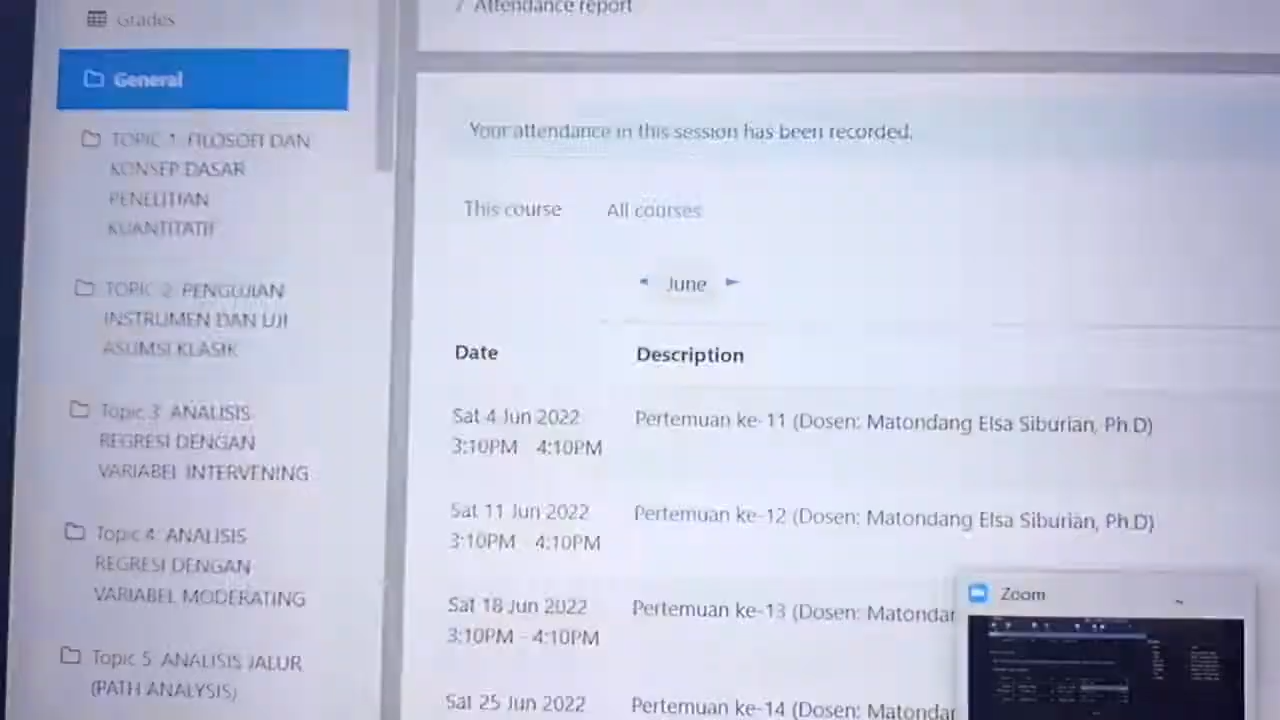 Grades
General
TOPIC 1: FILOSOFI DAN
KONSEP DASAR
PENELITIAN
KUANTITATIF
TOPIC 2: PENGUJIAN
INSTRUMEN DAN UJI
ASUMSI KLASIK
Topic 3: ANALISIS
REGRESI DENGAN
VARIABEL INTERVENING
Topic 4: ANALISIS
REGRESI DENGAN
VARIABEL MODERATING
Topic 5: ANALISIS JALUR
(PATH ANALYSIS)
/ Attendance report
Your attendance in this session has been recorded.
This course All courses
◄ June ►
Date Description
Sat 4 Jun 2022 Pertemuan ke-11 (Dosen: Matondang Elsa Siburian, Ph.D)
3:10PM - 4:10PM
Sat 11 Jun 2022 Pertemuan ke-12 (Dosen: Matondang Elsa Siburian, Ph.D)
3:10PM - 4:10PM
Sat 18 Jun 2022 Pertemuan ke-13 (Dosen: Matondar
3:10PM - 4:10PM
Sat 25 Jun 2022 Pertemuan ke-14 (Dosen: Matondar
Zoom